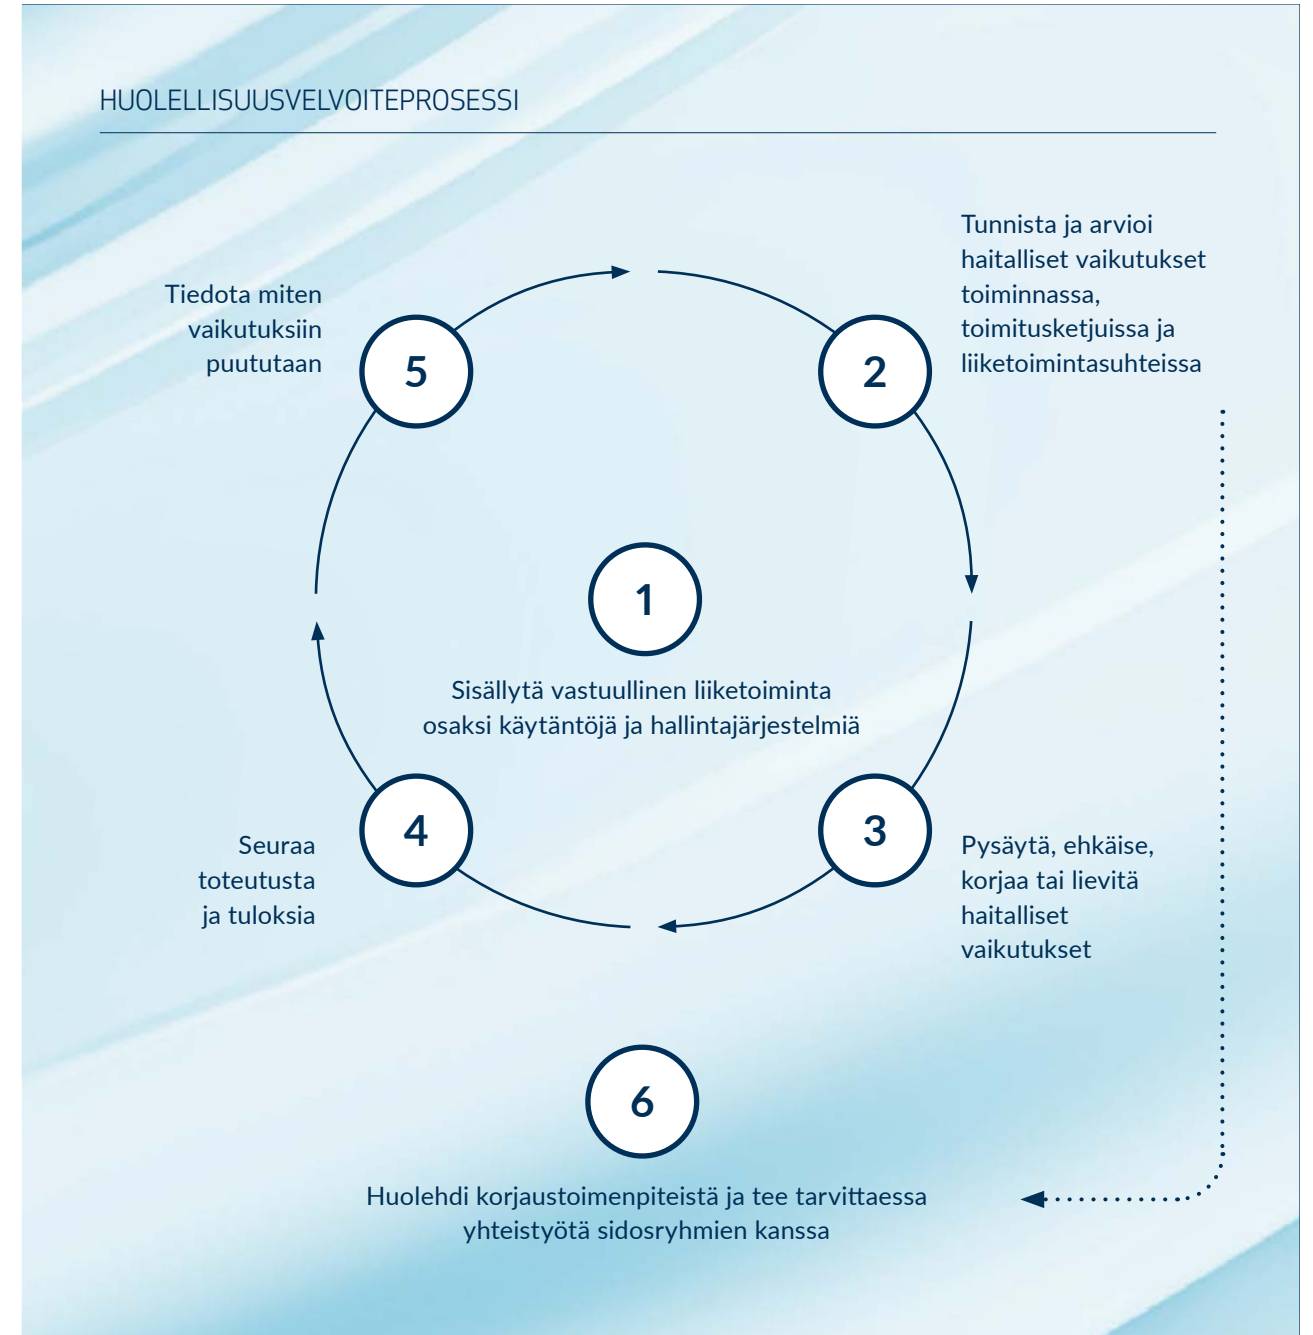 HUOLELLISUUSVELVOITEPROSESSI
1
Sisällytä vastuullinen liiketoiminta
osaksi käytäntöjä ja hallintajärjestelmiä
2
Tunnista ja arvioi
haitalliset vaikutukset
toiminnassa,
toimitusketjuissa ja
liiketoimintasuhteissa
3
Pysäytä, ehkäise,
korjaa tai lievitä
haitalliset
vaikutukset
4
Seuraa
toteutusta
ja tuloksia
5
Tiedota miten
vaikutuksiin
puututaan
6
Huolehdi korjaustoimenpiteistä ja tee tarvittaessa
yhteistyötä sidosryhmien kanssa